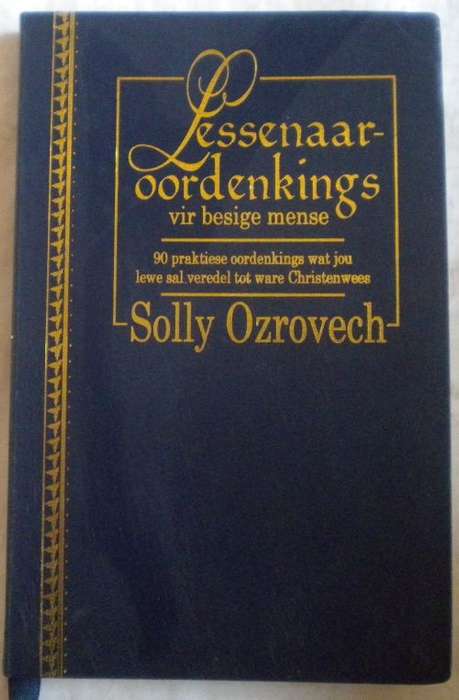 Lessenaar-
oordenkings
vir besige mense
90 praktiese oordenkings wat jou
lewe sal veredel tot ware Christenwees
Solly Ozrovech